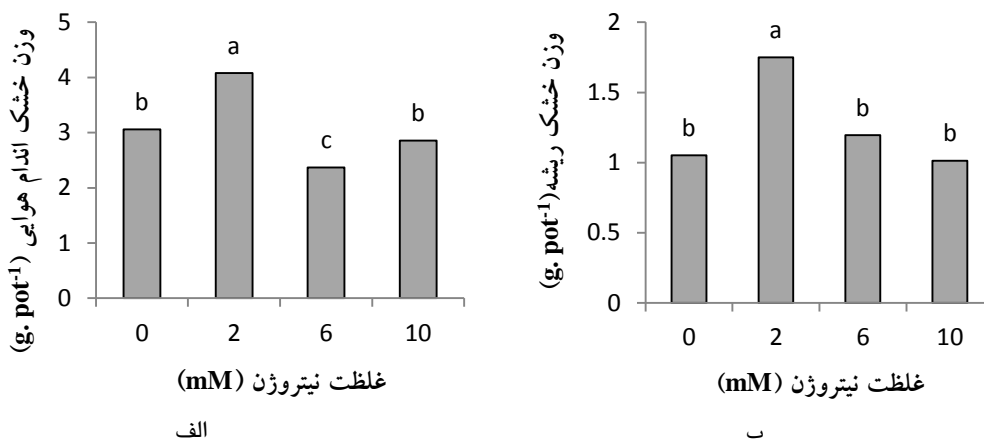 وزن خشک اندام هوایی (g. pot-1)
5
4
3
2
1
0
b
a
c
b
0 2 6 10
غلظت نیتروژن (mM)
الف
وزن خشک ریشه (g. pot-1)
2
1.5
1
0.5
0
b
a
b
b
0 2 6 10
غلظت نیتروژن (mM)
ب